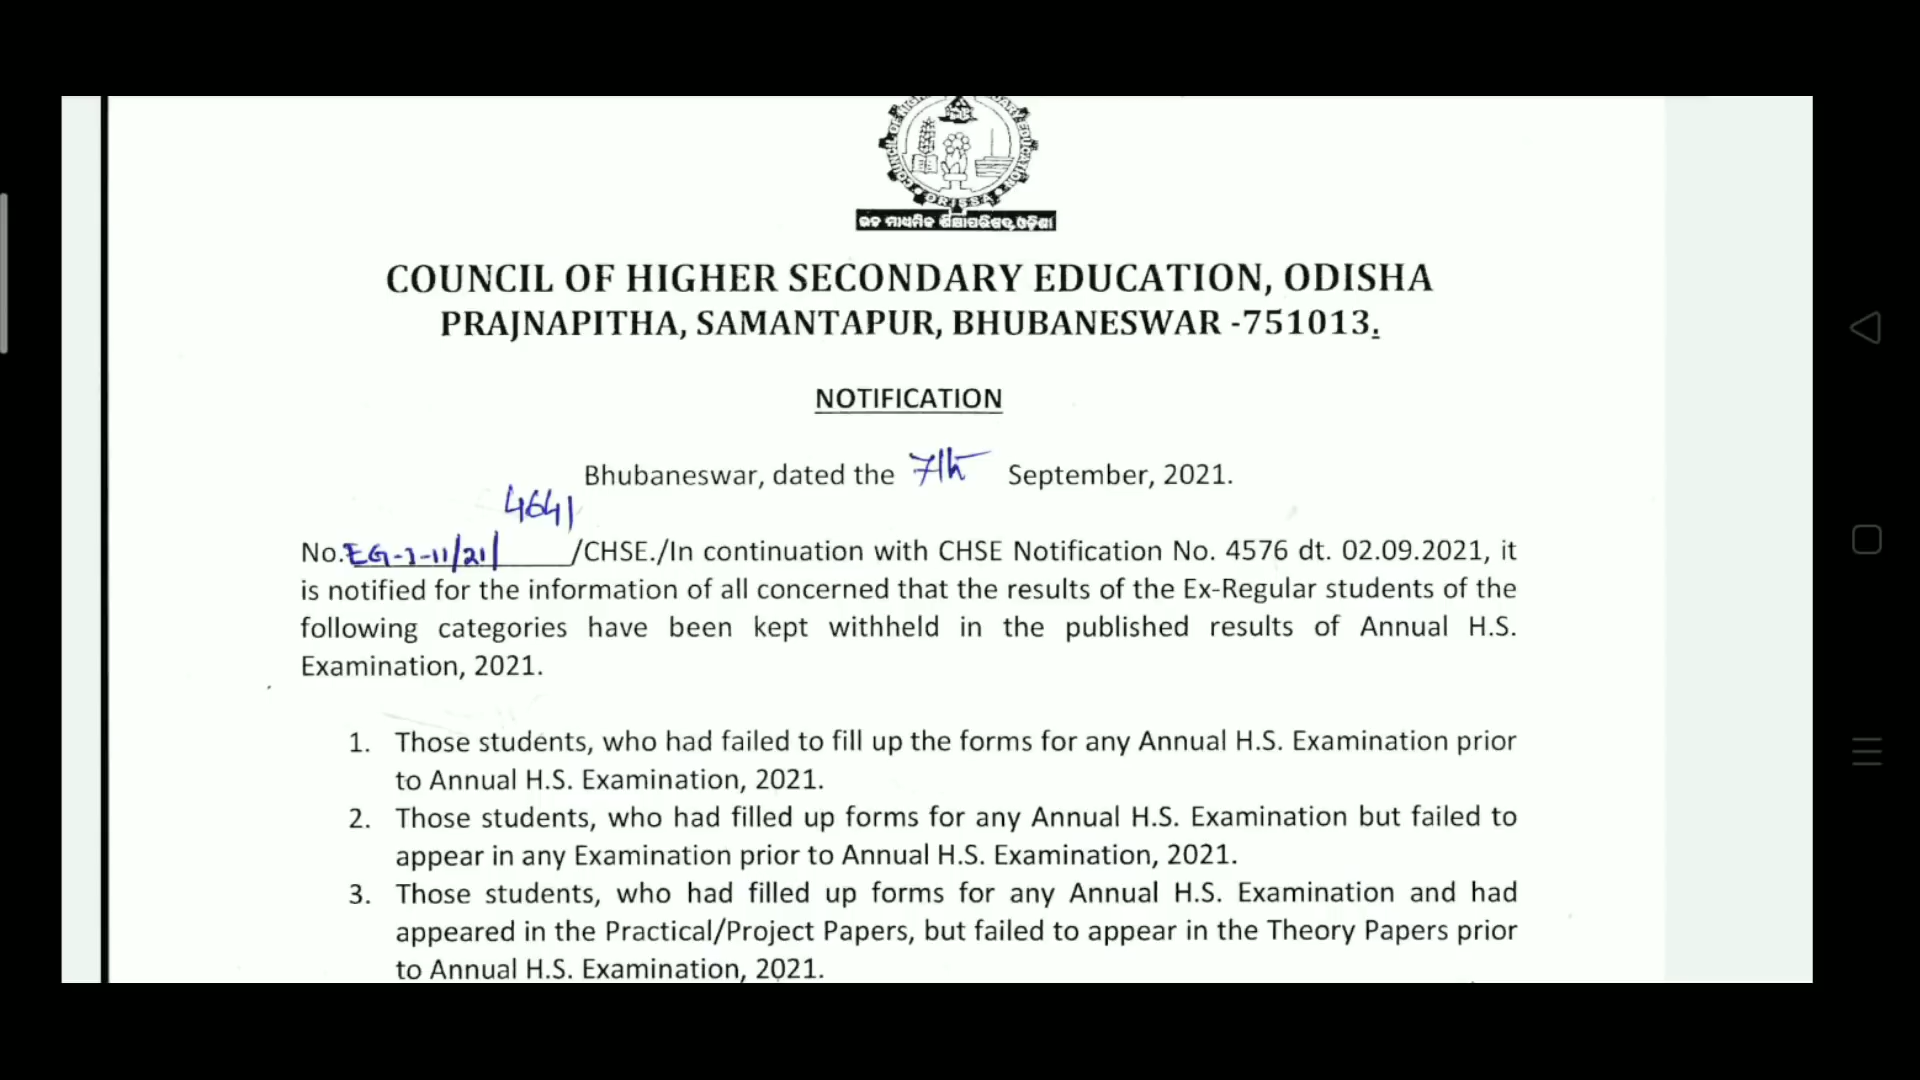 COUNCIL OF HIGHER SECONDARY EDUCATION
ORISSA
COUNCIL OF HIGHER SECONDARY EDUCATION, ODISHA
PRAJNAPITHA, SAMANTAPUR, BHUBANESWAR -751013.
NOTIFICATION
Bhubaneswar, dated the 7th September, 2021.
4641
No.EG-1-11/21/ /CHSE./In continuation with CHSE Notification No. 4576 dt. 02.09.2021, it
is notified for the information of all concerned that the results of the Ex-Regular students of the
following categories have been kept withheld in the published results of Annual H.S.
Examination, 2021.
1. Those students, who had failed to fill up the forms for any Annual H.S. Examination prior
to Annual H.S. Examination, 2021.
2. Those students, who had filled up forms for any Annual H.S. Examination but failed to
appear in any Examination prior to Annual H.S. Examination, 2021.
3. Those students, who had filled up forms for any Annual H.S. Examination and had
appeared in the Practical/Project Papers, but failed to appear in the Theory Papers prior
to Annual H.S. Examination, 2021.